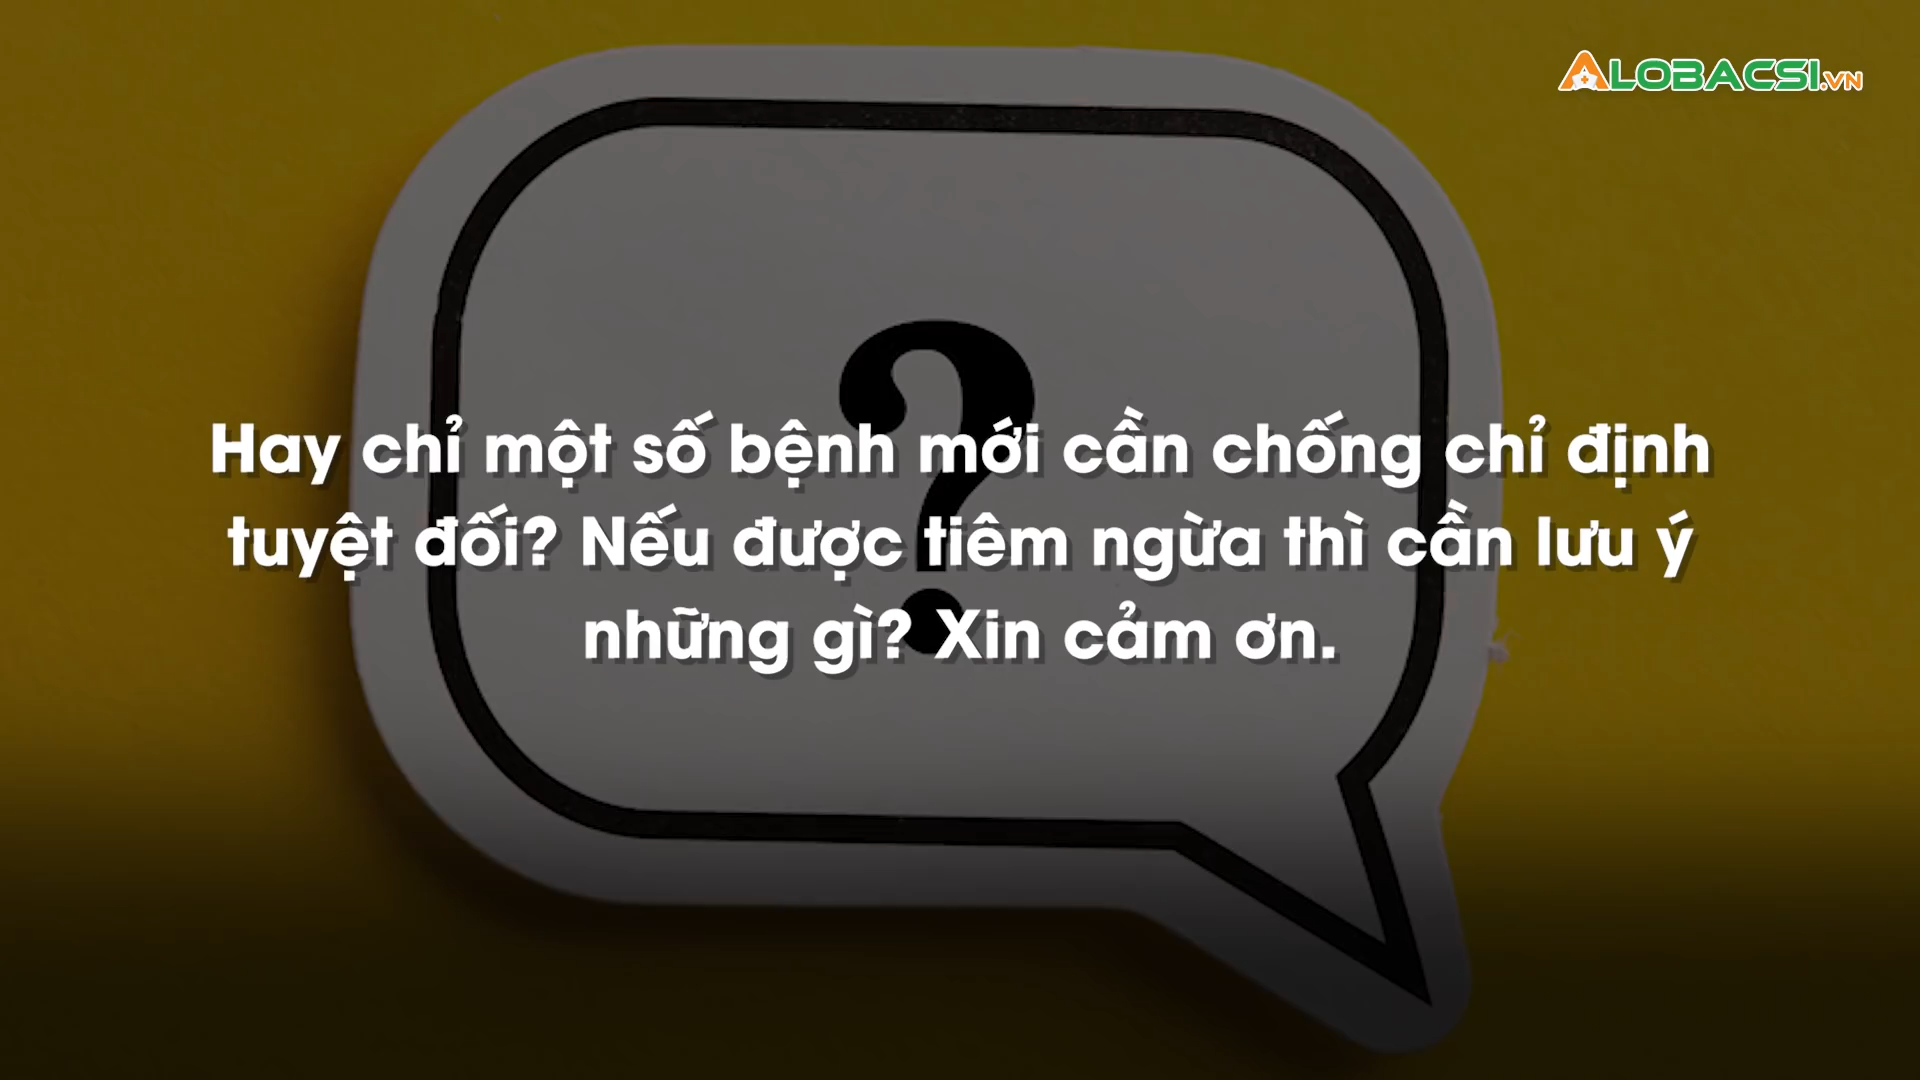 ALOBACSI.VN
?
Hay chỉ một số bệnh mới cần chống chỉ định
tuyệt đối? Nếu được tiêm ngừa thì cần lưu ý
những gì? Xin cảm ơn.